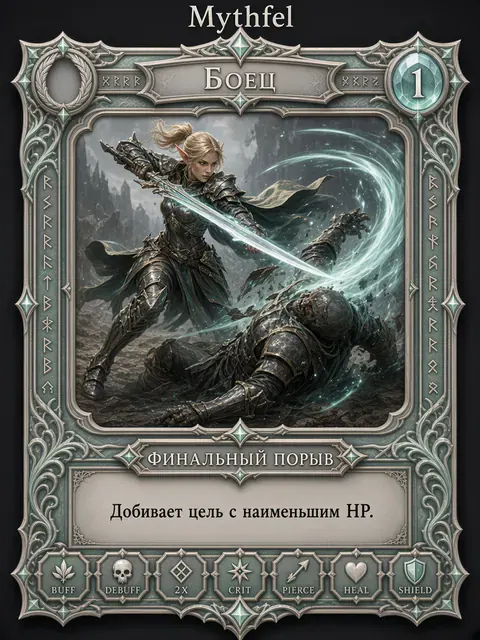 Mythfel
Боец
1
ФИНАЛЬНЫЙ ПОРЫВ
Добивает цель с наименьшим HP.
BUFF
DEBUFF
2X
CRIT
PIERCE
HEAL
SHIELD